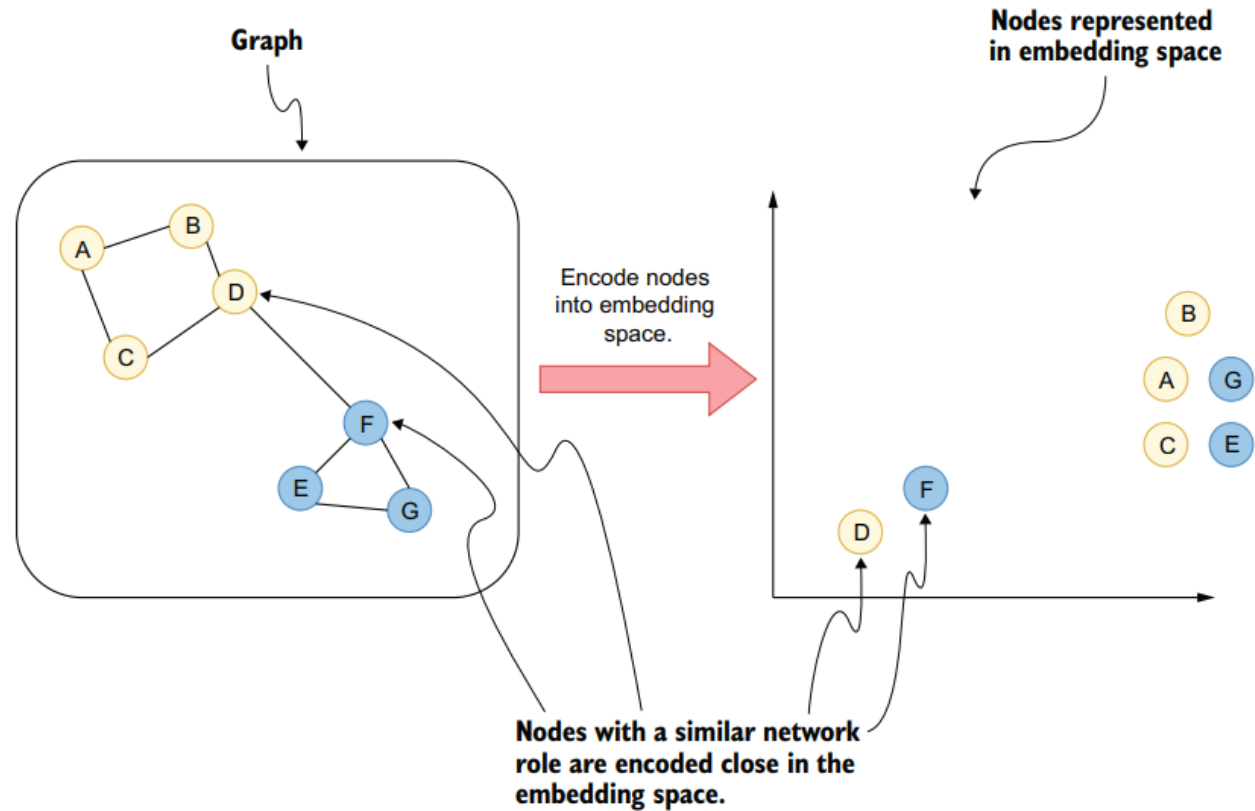 Graph
Nodes represented
in embedding space
A
B
D
C
F
E
G
Encode nodes
into embedding
space.
B
A
G
C
E
F
D
Nodes with a similar network
role are encoded close in the
embedding space.